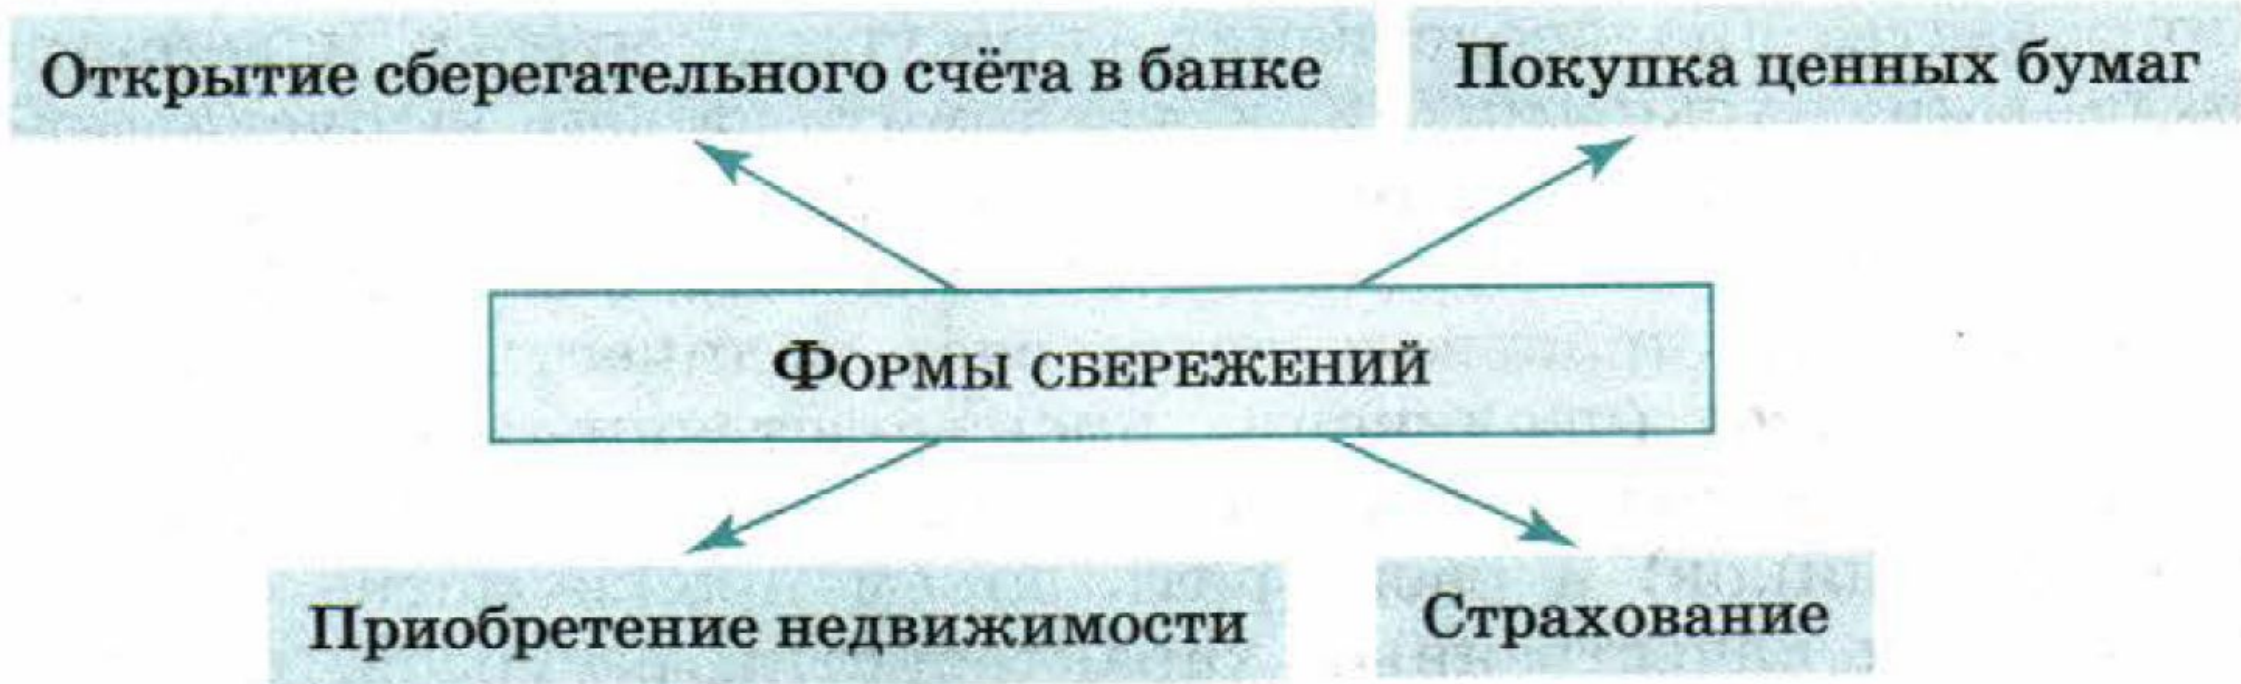 Открытие сберегательного счёта в банке
Покупка ценных бумаг
Формы сбережений
Приобретение недвижимости
Страхование